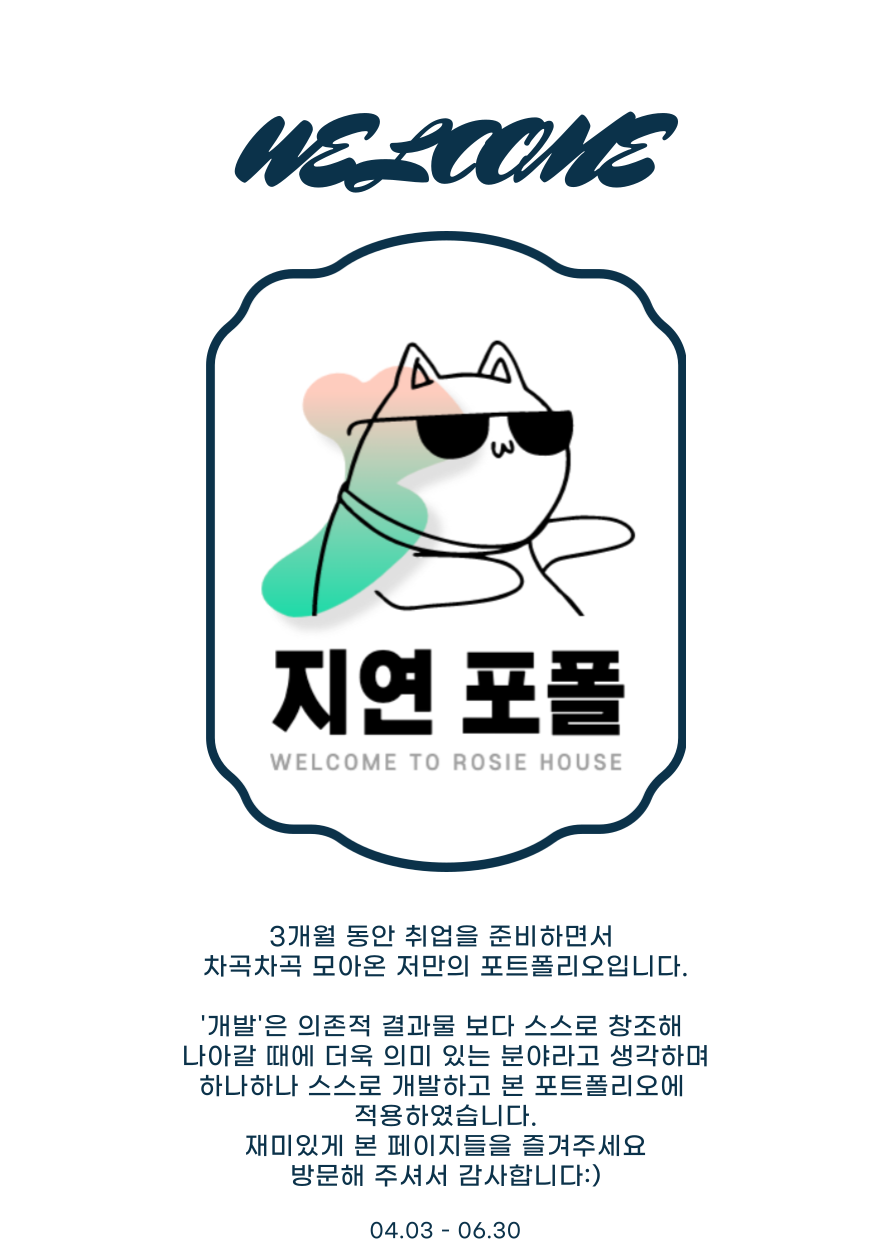 WELCOME
지연 포폴
WELCOME TO ROSIE HOUSE
3개월 동안 취업을 준비하면서
차곡차곡 모아온 저만의 포트폴리오입니다.
'개발'은 의존적 결과물 보다 스스로 창조해
나아갈 때에 더욱 의미 있는 분야라고 생각하며
하나하나 스스로 개발하고 본 포트폴리오에
적용하였습니다.
재미있게 본 페이지들을 즐겨주세요
방문해 주셔서 감사합니다:)
04.03 - 06.30